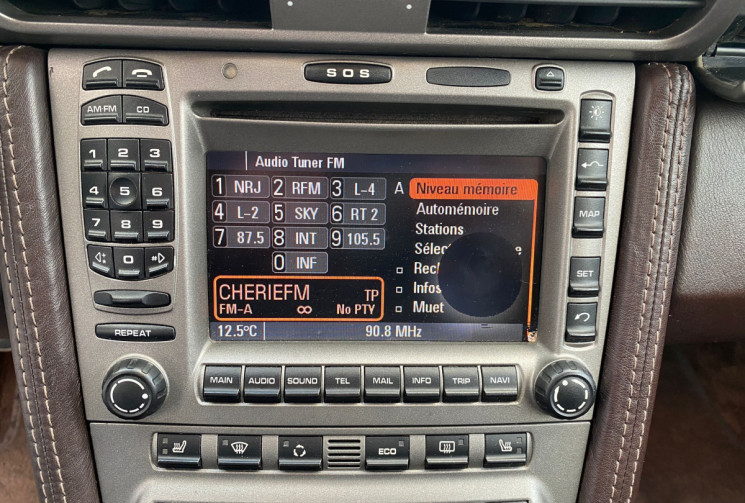 SOS
AM·FM CD
1 2 3
4 5 6
7 8 9
0
REPEAT
Audio Tuner FM
1 NRJ 2 RFM 3 L-4
4 L-2 5 SKY 6 RT 2
7 87.5 8 INT 9 105.5
0 INF
CHERIEFM TP
FM-A ∞ No PTY
A Niveau mémoire
Automémoire
Stations
Infos
Muet
12.5°C 90.8 MHz
MAP
SET
MAIN AUDIO SOUND TEL MAIL INFO TRIP NAVI
ECO